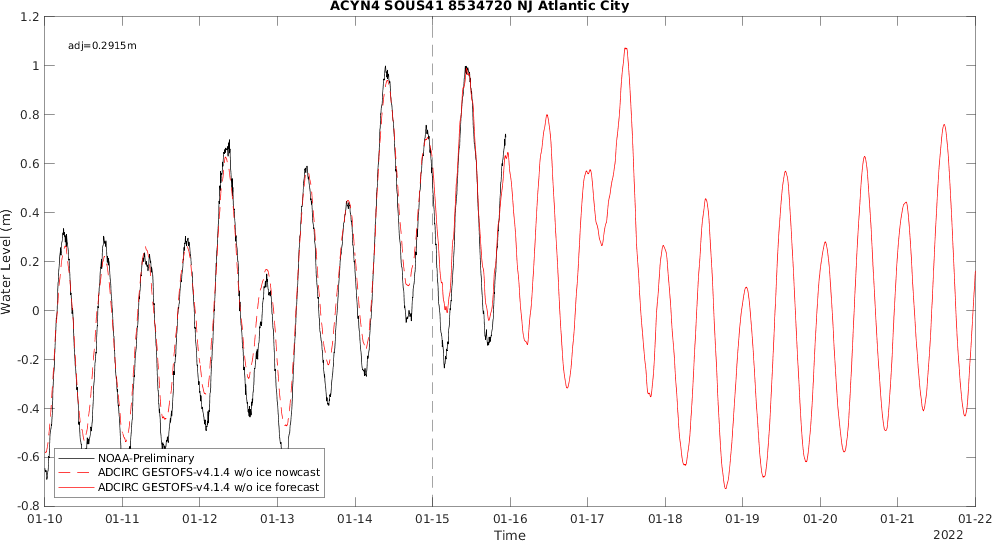 ACYN4 SOUS41 8534720 NJ Atlantic City
adj=0.2915m
1.2
1
0.8
0.6
0.4
0.2
0
-0.2
-0.4
-0.6
-0.8
Water Level (m)
NOAA-Preliminary
ADCIRC GESTOFS-v4.1.4 w/o ice nowcast
ADCIRC GESTOFS-v4.1.4 w/o ice forecast
01-10 01-11 01-12 01-13 01-14 01-15 01-16 01-17 01-18 01-19 01-20 01-21 01-22
Time
2022